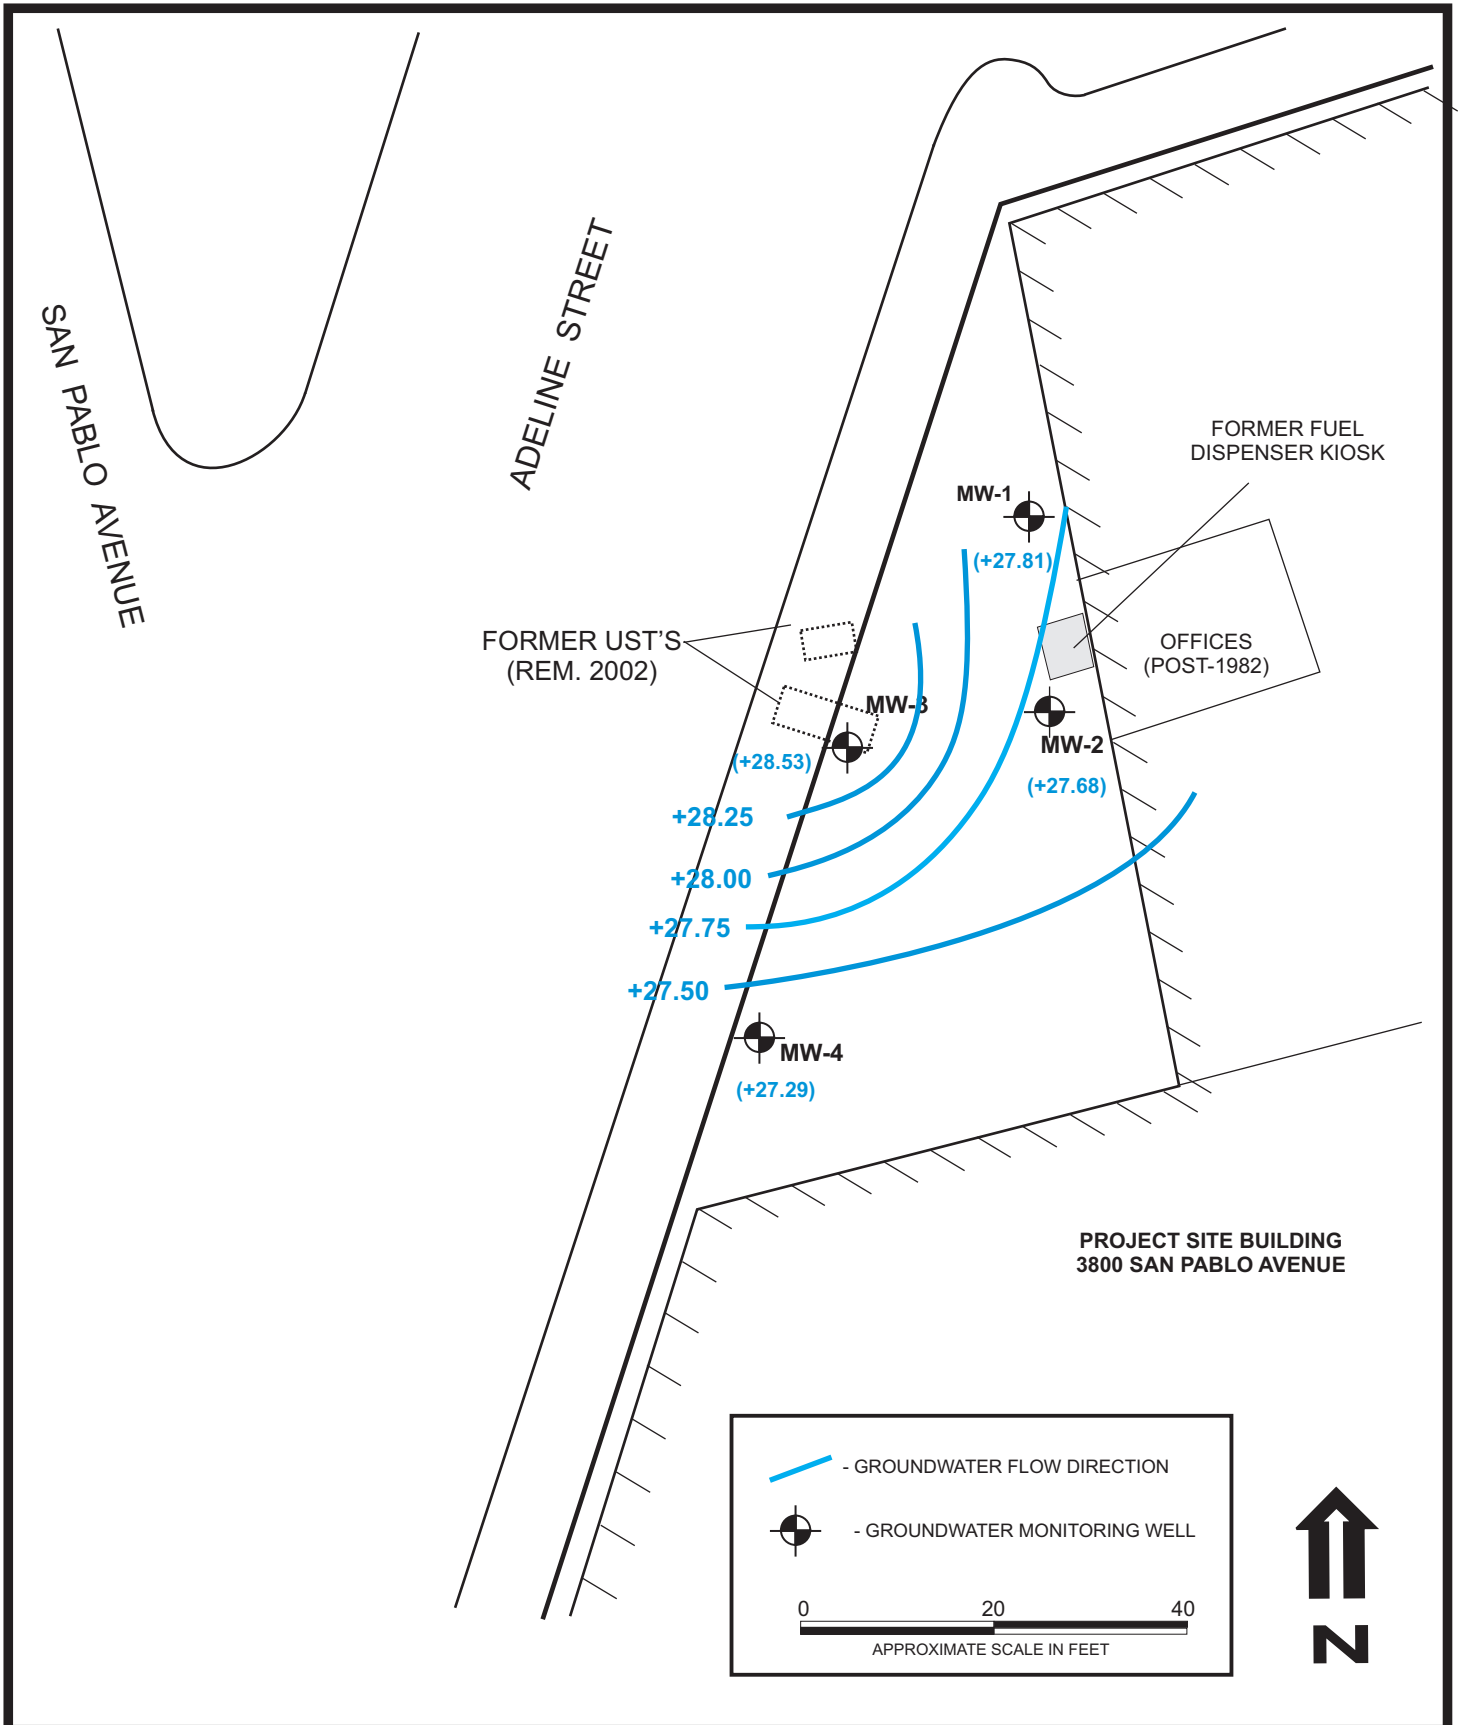 SAN PABLO AVENUE
ADELINE STREET
FORMER FUEL
DISPENSER KIOSK
MW-1
(+27.81)
FORMER UST'S
(REM. 2002)
OFFICES
(POST-1982)
MW-3
(+28.53)
MW-2
(+27.68)
+28.25
+28.00
+27.75
+27.50
MW-4
(+27.29)
PROJECT SITE BUILDING
3800 SAN PABLO AVENUE
- GROUNDWATER FLOW DIRECTION
- GROUNDWATER MONITORING WELL
0 20 40
APPROXIMATE SCALE IN FEET
N